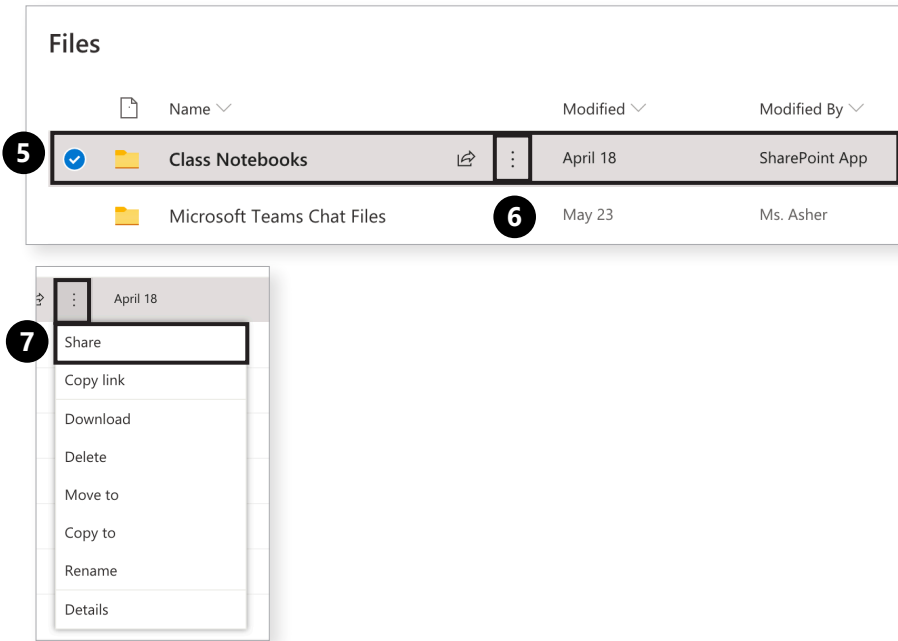 Files
Name Modified Modified By
5 Class Notebooks April 18 SharePoint App
Microsoft Teams Chat Files 6 May 23 Ms. Asher
April 18
7 Share
Copy link
Download
Delete
Move to
Copy to
Rename
Details